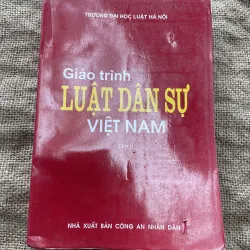 TRƯỜNG ĐẠI HỌC LUẬT HÀ NỘI
Giáo trình
LUẬT DÂN SỰ
VIỆT NAM
NHÀ XUẤT BẢN CÔNG AN NHÂN DÂN